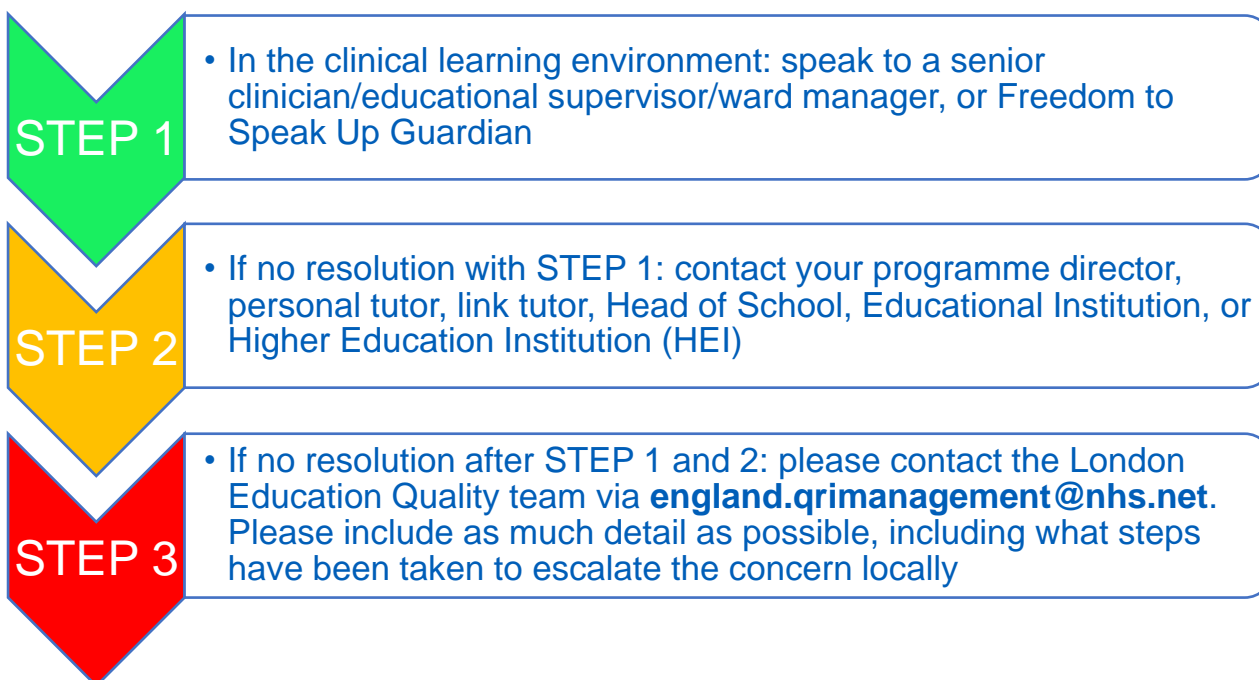 STEP 1
• In the clinical learning environment: speak to a senior
clinician/educational supervisor/ward manager, or Freedom to
Speak Up Guardian
STEP 2
• If no resolution with STEP 1: contact your programme director,
personal tutor, link tutor, Head of School, Educational Institution, or
Higher Education Institution (HEI)
STEP 3
• If no resolution after STEP 1 and 2: please contact the London
Education Quality team via england.qrimanagement@nhs.net.
Please include as much detail as possible, including what steps
have been taken to escalate the concern locally